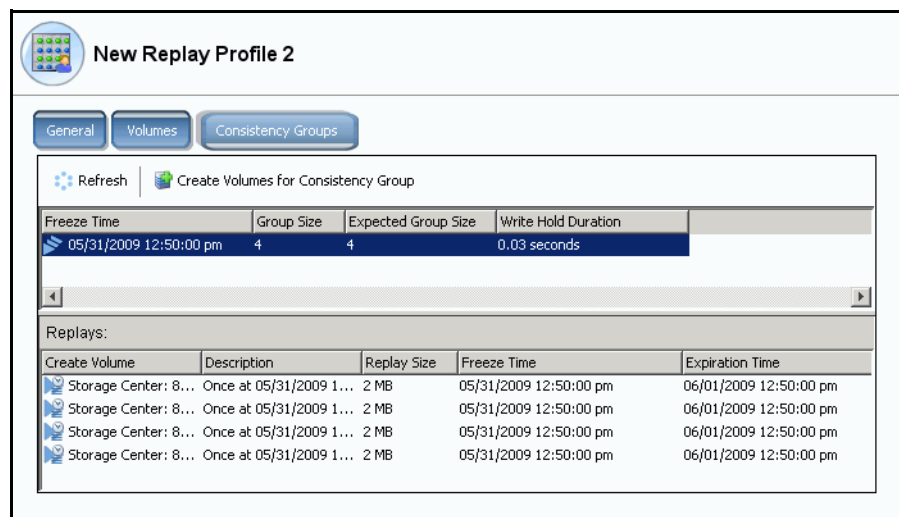 New Replay Profile 2
General Volumes Consistency Groups
Refresh Create Volumes for Consistency Group
Freeze Time Group Size Expected Group Size Write Hold Duration
05/31/2009 12:50:00 pm 4 4 0.03 seconds
Replays:
Create Volume Description Replay Size Freeze Time Expiration Time
Storage Center: 8... Once at 05/31/2009 1... 2 MB 05/31/2009 12:50:00 pm 06/01/2009 12:50:00 pm
Storage Center: 8... Once at 05/31/2009 1... 2 MB 05/31/2009 12:50:00 pm 06/01/2009 12:50:00 pm
Storage Center: 8... Once at 05/31/2009 1... 2 MB 05/31/2009 12:50:00 pm 06/01/2009 12:50:00 pm
Storage Center: 8... Once at 05/31/2009 1... 2 MB 05/31/2009 12:50:00 pm 06/01/2009 12:50:00 pm